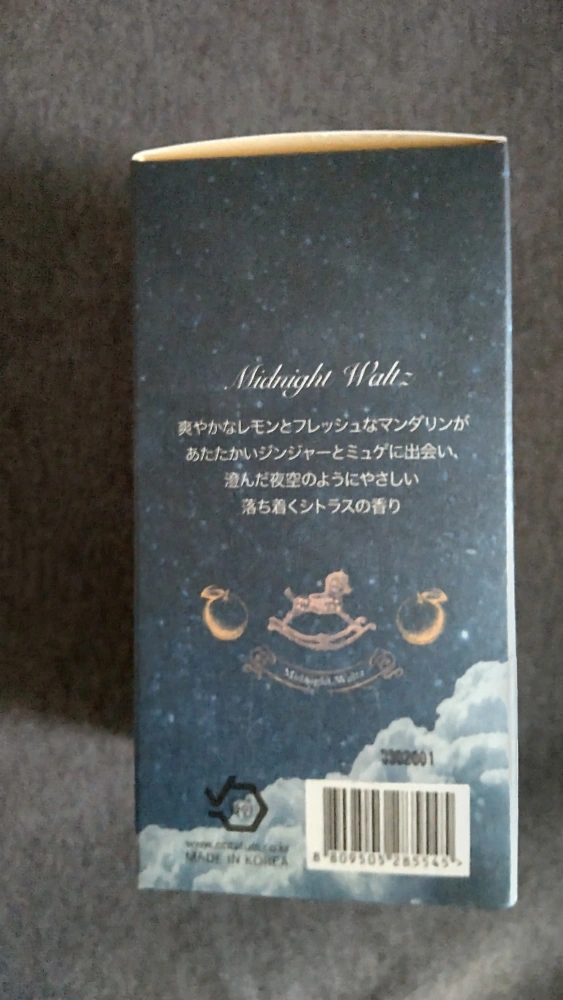 Midnight Waltz
爽やかなレモンとフレッシュなマンダリンが
あたたかいジンジャーとミュゲに出会い、
澄んだ夜空のようにやさしい
落ち着くシトラスの香り
Midnight Waltz
MADE IN KOREA
8 809505 285545 >